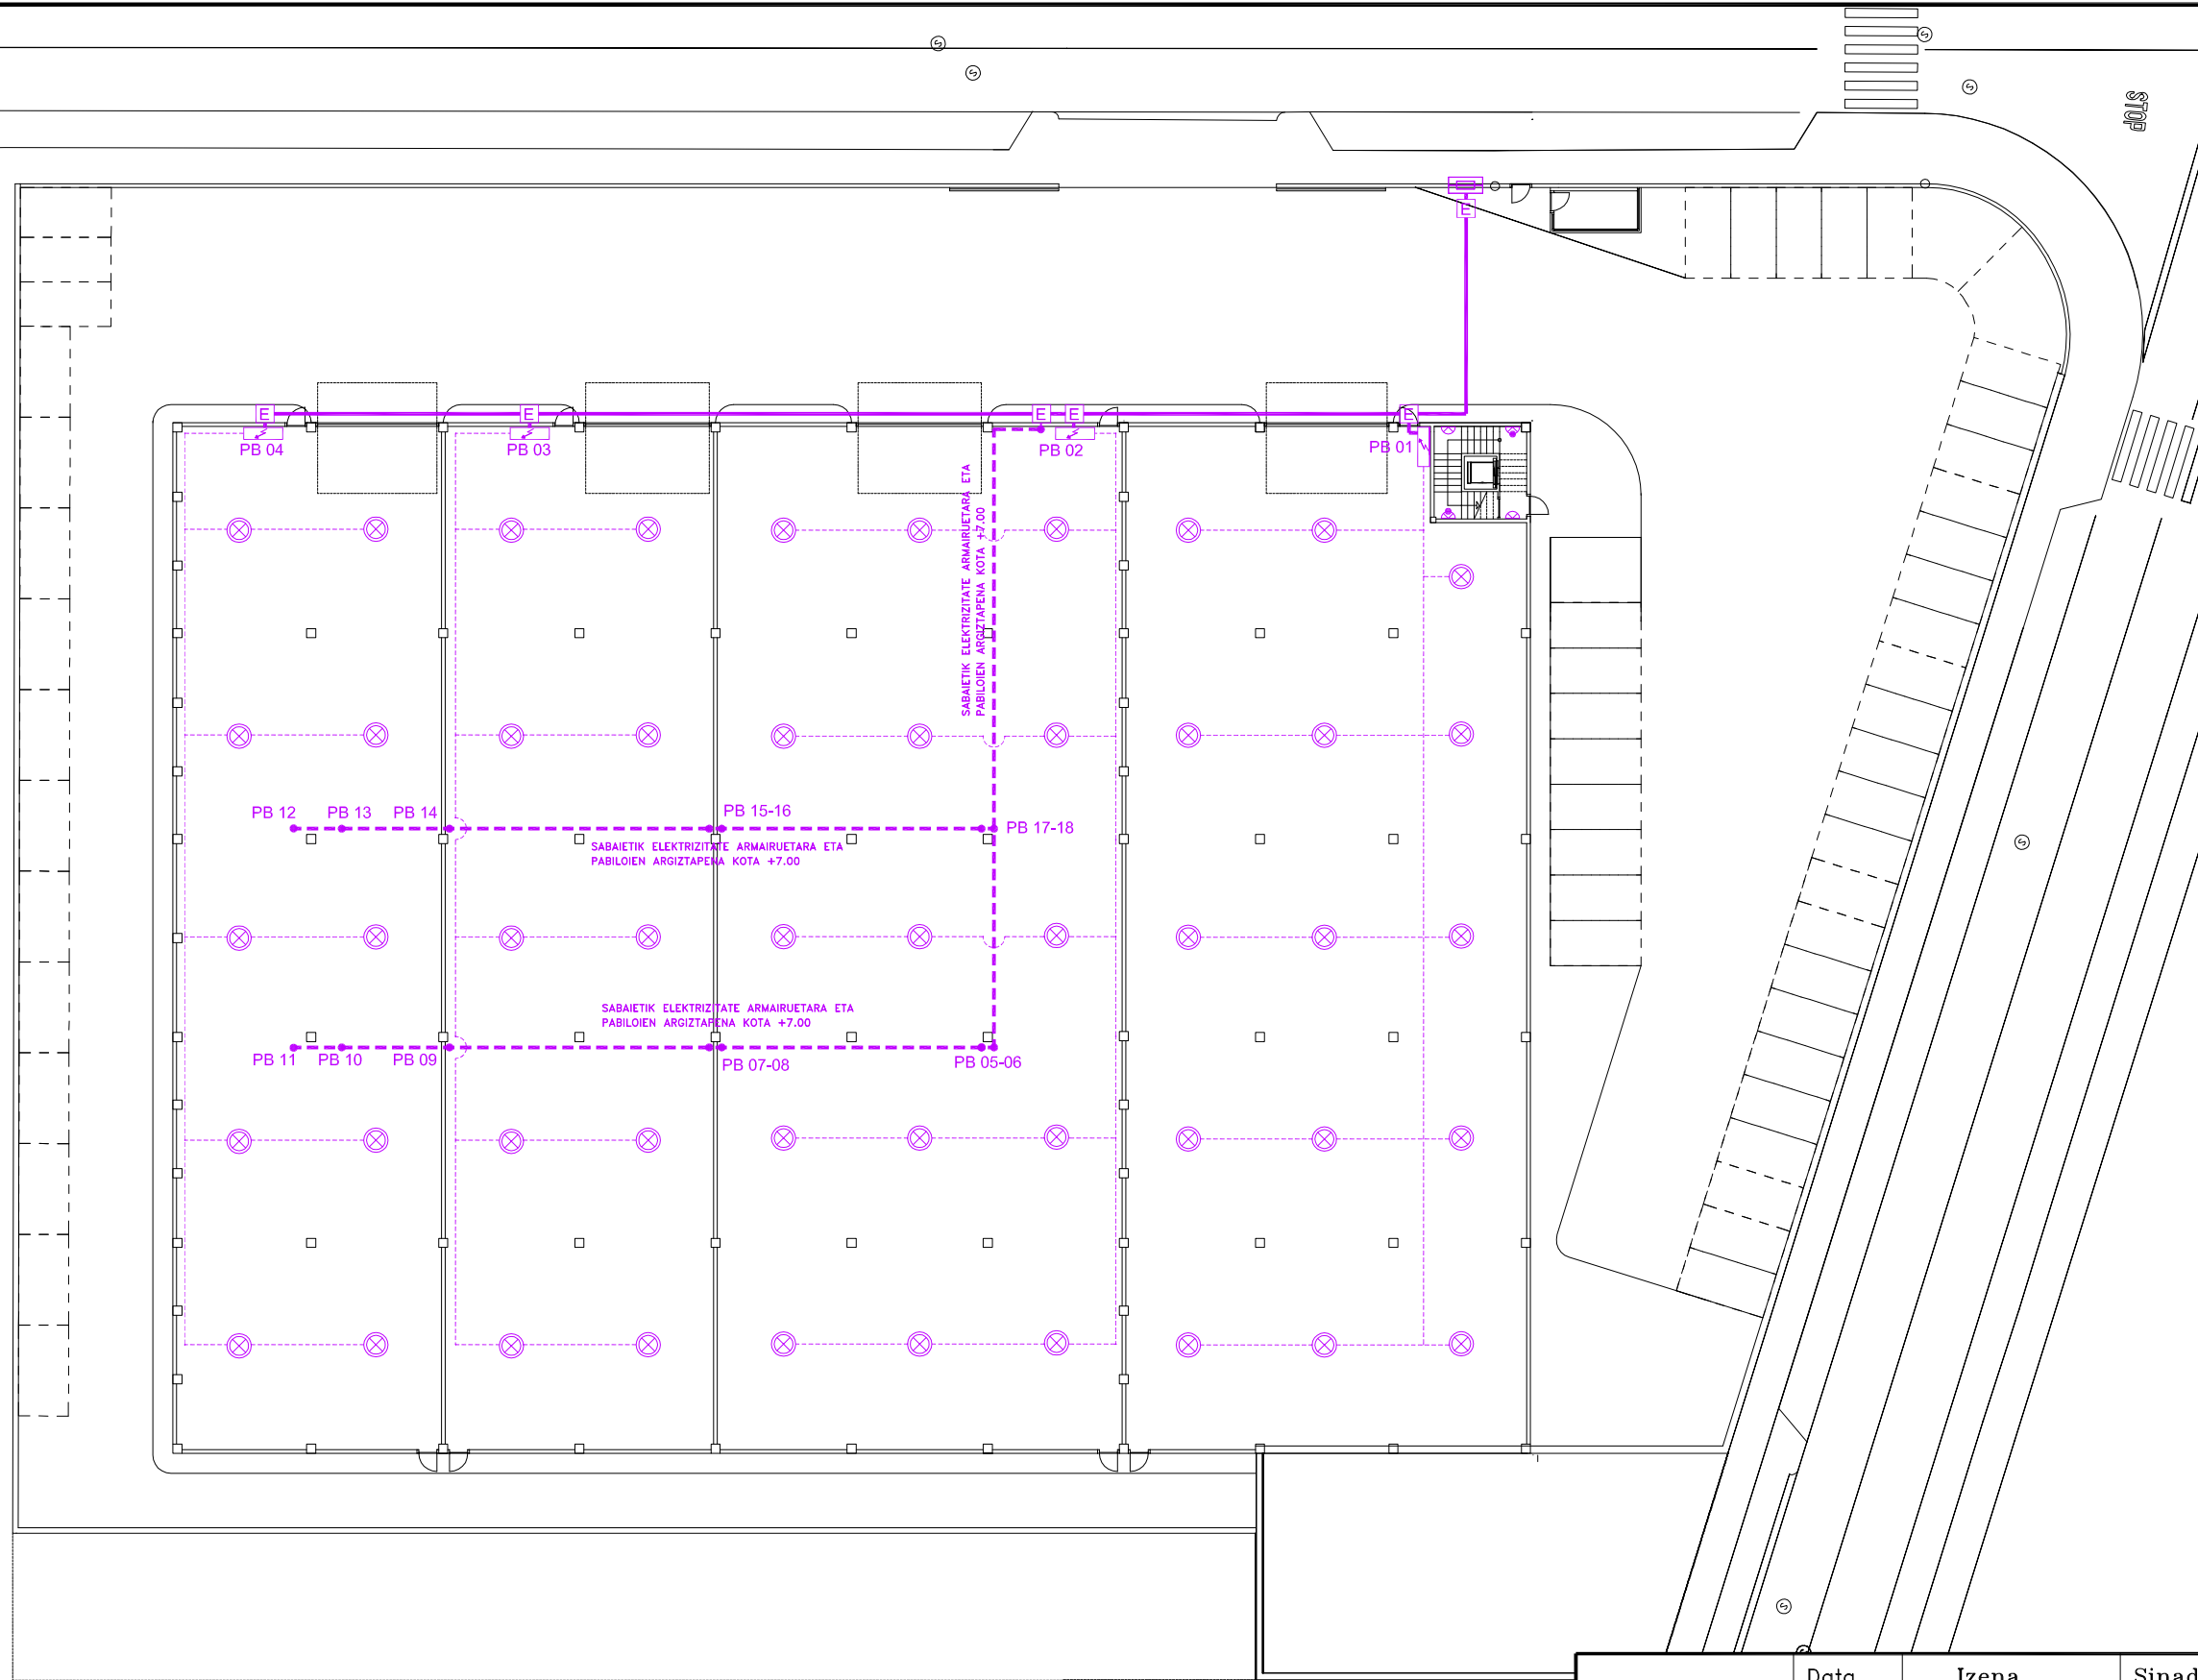 STOP
E
E
E
E
E
E
PB 04
PB 03
PB 02
PB 01
SABAIETIK ELEKTRIZITATE ARMAIRUETARA ETA
PABILOIEN ARGIZTAPENA KOTA +7.00
PB 12
PB 13
PB 14
PB 15-16
PB 17-18
SABAIETIK ELEKTRIZITATE ARMAIRUETARA ETA
PABILOIEN ARGIZTAPENA KOTA +7.00
SABAIETIK ELEKTRIZITATE ARMAIRUETARA ETA
PABILOIEN ARGIZTAPENA KOTA +7.00
PB 11
PB 10
PB 09
PB 07-08
PB 05-06
Data
Izena